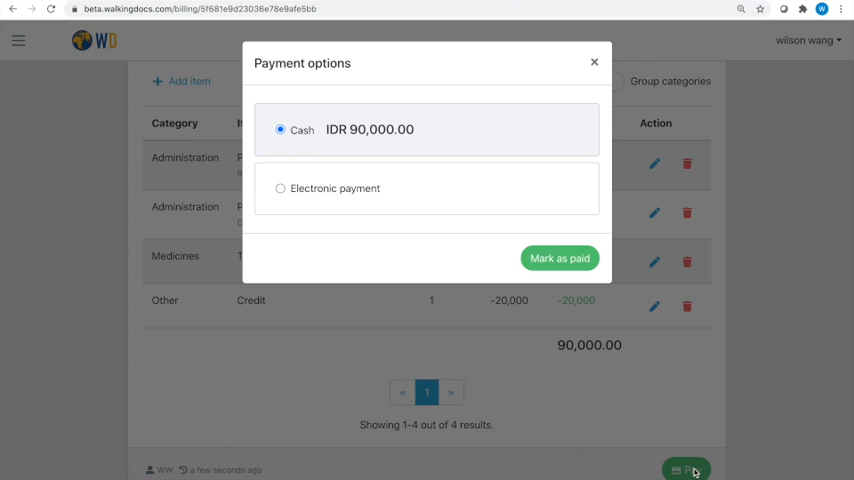 beta.walkingdocs.com/billing/5f681e9d23036e78e9afe5bb
W
WD
wilson wang
Payment options
×
+ Add item
Group categories
Category
Action
Cash IDR 90,000.00
Administration
Electronic payment
Administration
Medicines
Mark as paid
Other Credit 1 -20,000 -20,000
90,000.00
« 1 »
Showing 1-4 out of 4 results.
WW a few seconds ago